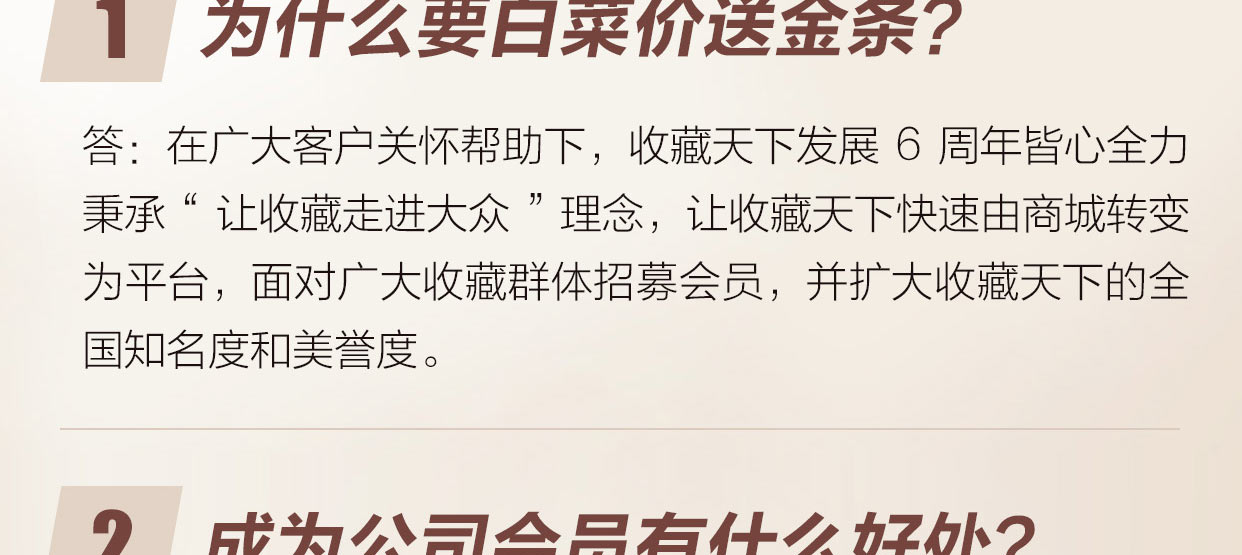 1 为什么要白菜价送金条?
答：在广大客户关怀帮助下，收藏天下发展 6 周年皆心全力
秉承“ 让收藏走进大众 ”理念，让收藏天下快速由商城转变
为平台，面对广大收藏群体招募会员，并扩大收藏天下的全
国知名度和美誉度。
2 成为公司会员有什么好处?